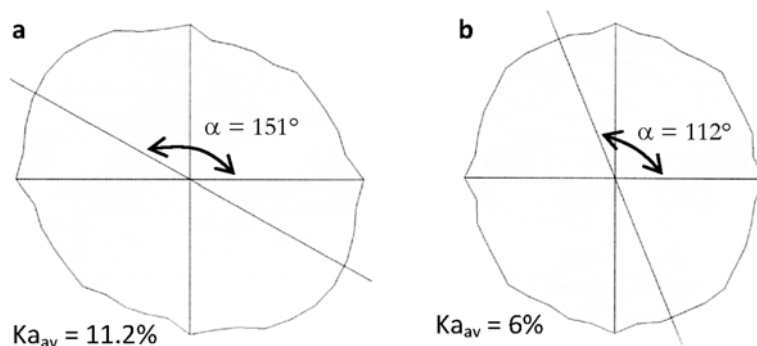 a
α = 151°
Ka_av = 11.2%
b
α = 112°
Ka_av = 6%